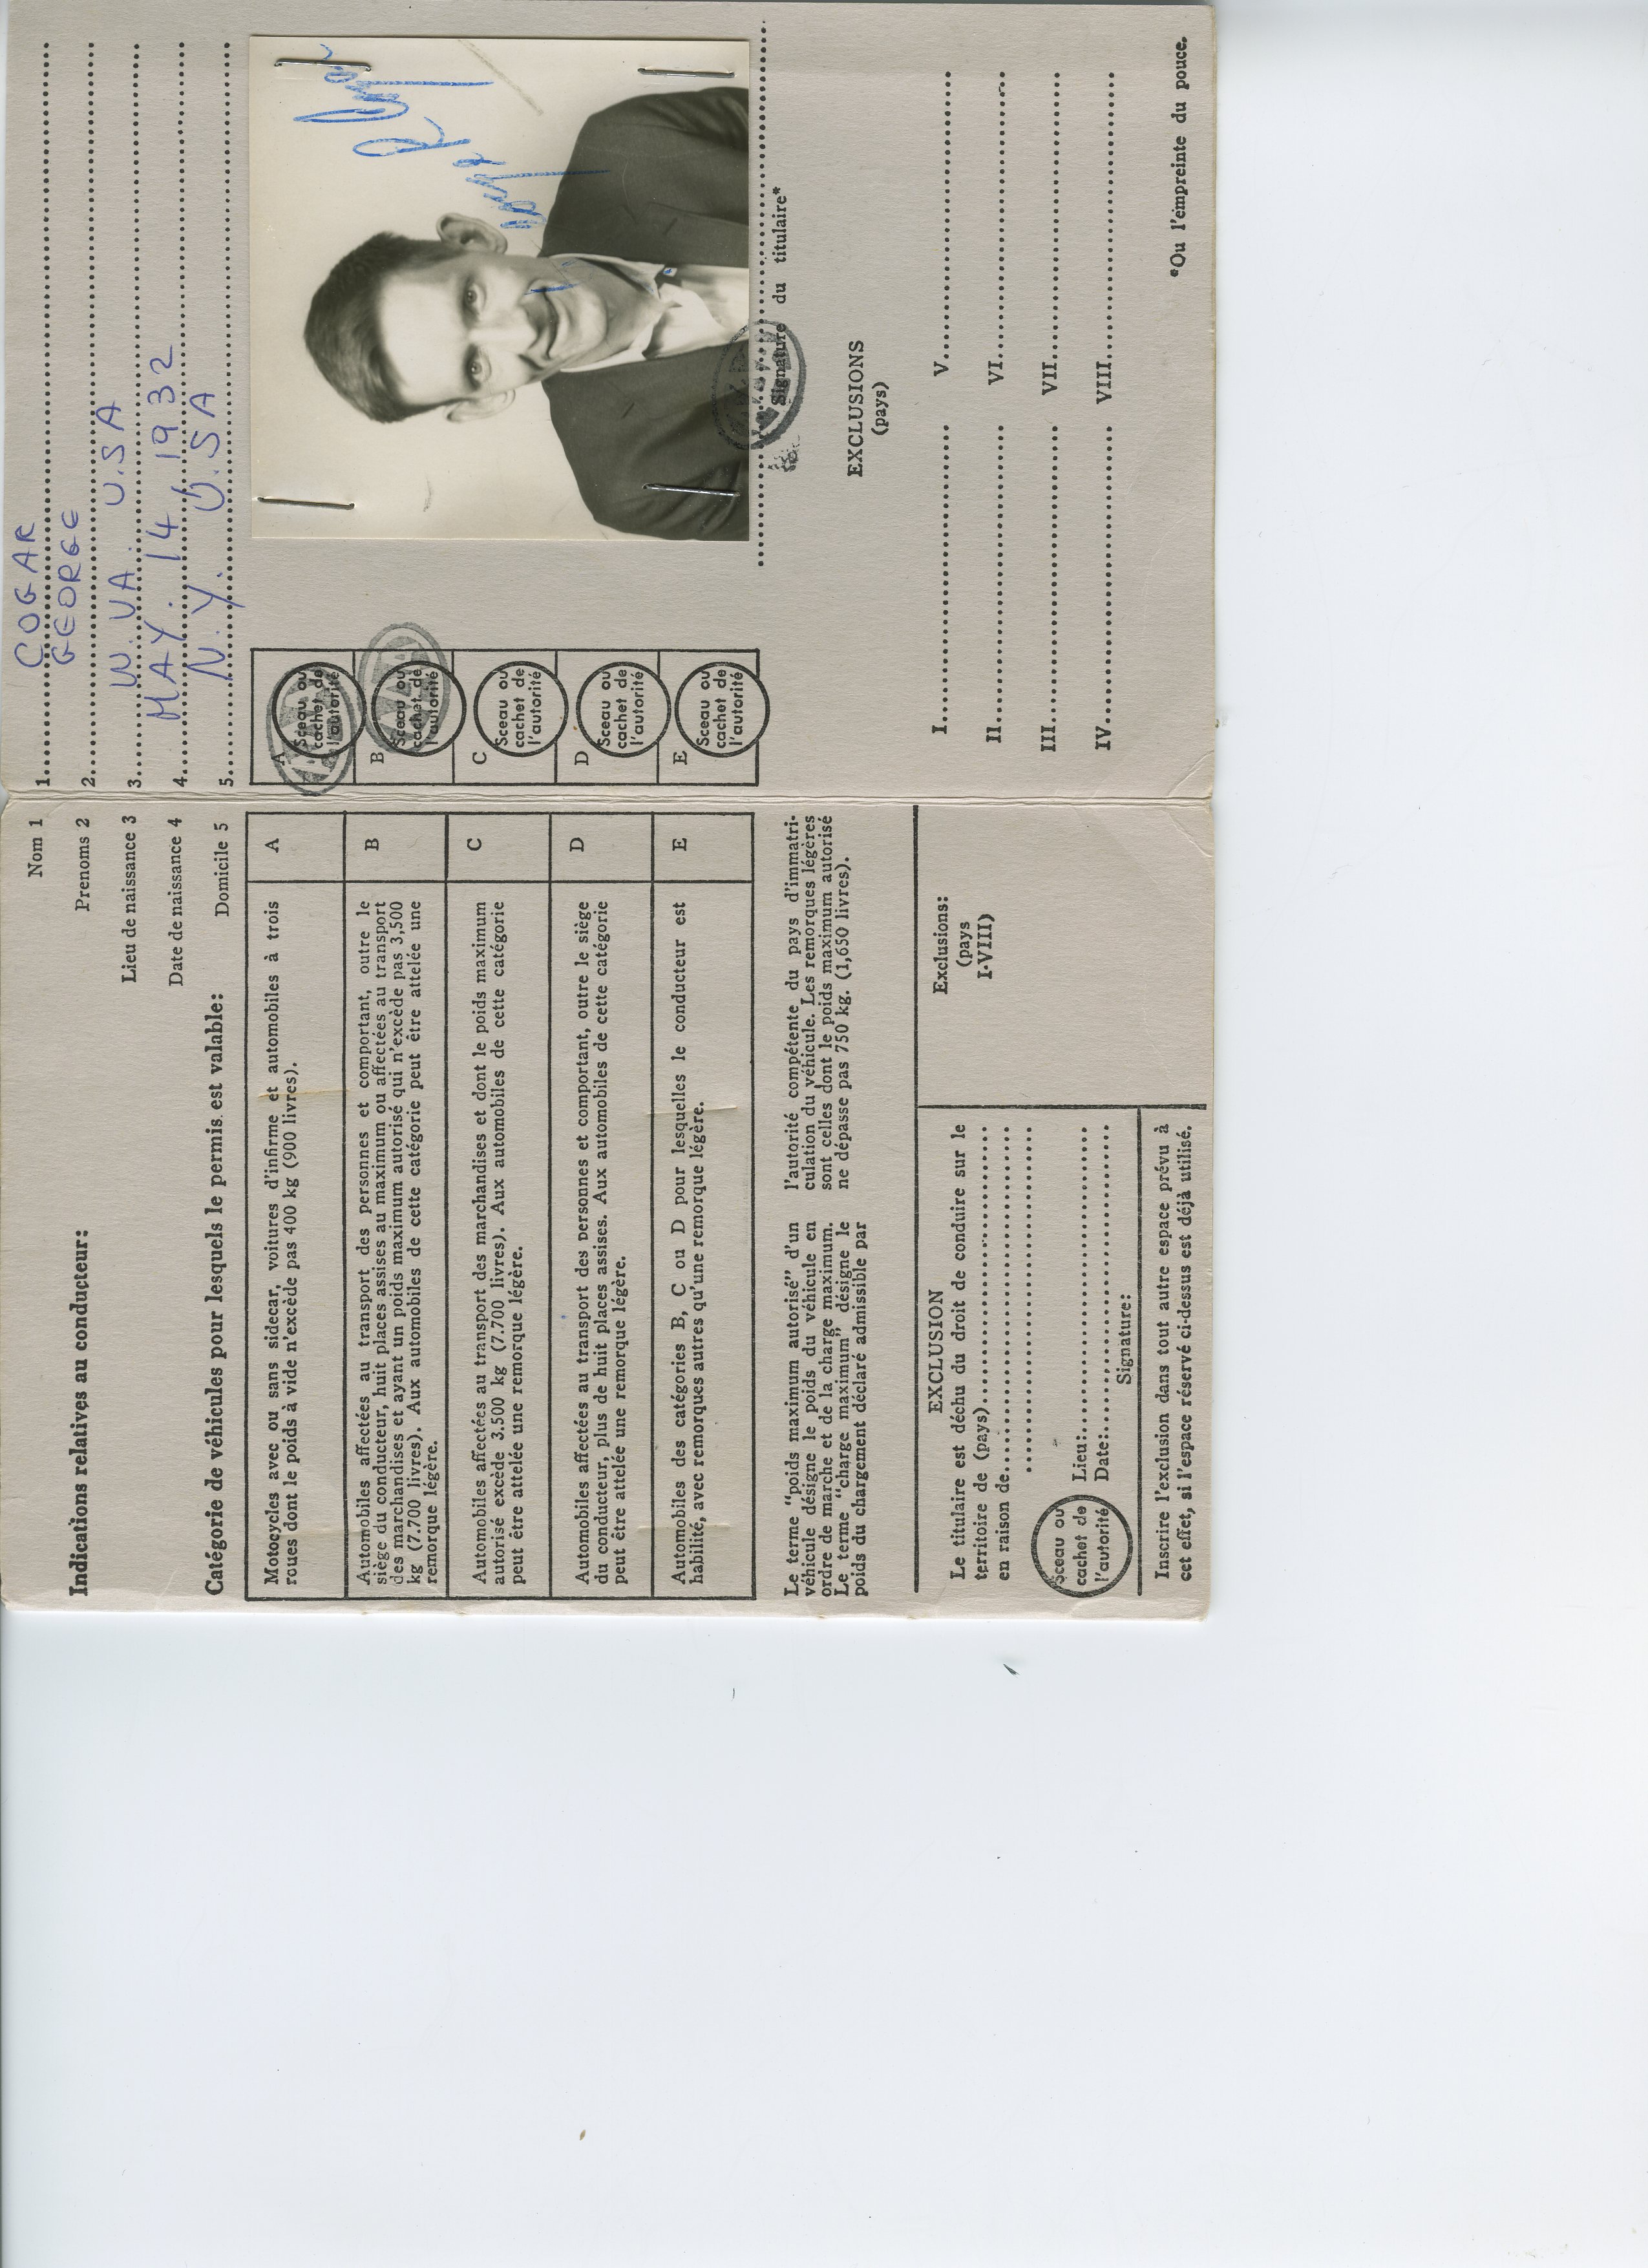 Indications relatives au conducteur:
Nom 1
Prenoms 2
Lieu de naissance 3
Date de naissance 4
Domicile 5
Catégorie de véhicules pour lesquels le permis est valable:
Motocycles avec ou sans sidecar, voitures d'infirme et automobiles à trois
roues dont le poids à vide n'excède pas 400 kg (900 livres).
A
Automobiles affectées au transport des personnes et comportant, outre le
siège du conducteur, huit places assises au maximum ou affectées au transport
des marchandises et ayant un poids maximum autorisé qui n'excède pas 3,500
kg (7.700 livres). Aux automobiles de cette catégorie peut être attelée une
remorque légère.
B
Automobiles affectées au transport des marchandises et dont le poids maximum
autorisé excède 3.500 kg (7.700 livres). Aux automobiles de cette catégorie
peut être attelée une remorque légère.
C
Automobiles affectées au transport des personnes et comportant, outre le siège
du conducteur, plus de huit places assises. Aux automobiles de cette catégorie
peut être attelée une remorque légère.
D
Automobiles des catégories B, C ou D pour lesquelles le conducteur est
habilité, avec remorques autres qu'une remorque légère.
E
Le terme "poids maximum autorisé" d'un
véhicule désigne le poids du véhicule en
ordre de marche et de la charge maximum.
Le terme "charge maximum" désigne le
poids du chargement déclaré admissible par
l'autorité compétente du pays d'immatri-
culation du véhicule. Les remorques légères
sont celles dont le poids maximum autorisé
ne dépasse pas 750 kg. (1,650 livres).
EXCLUSION
Le titulaire est déchu du droit de conduire sur le
territoire de (pays)
en raison de
Sceau ou
cachet de
l'autorité
Lieu:
Date:
Signature:
Exclusions:
(pays
I-VIII)
Inscrire l'exclusion dans tout autre espace prévu à
cet effet, si l'espace réservé ci-dessus est déjà utilisé.
1. COGAR
2. GEORGE
3. W. VA. U.SA
4. MAY. 14. 1932
5. N.Y. U.SA
A
Sceau ou
cachet de
l'autorité
B
Sceau ou
cachet de
l'autorité
C
Sceau ou
cachet de
l'autorité
D
Sceau ou
cachet de
l'autorité
E
Sceau ou
cachet de
l'autorité
Signature du titulaire*
EXCLUSIONS
(pays)
I
II
III
IV
V
VI
VII
VIII
*Ou l'empreinte du pouce.